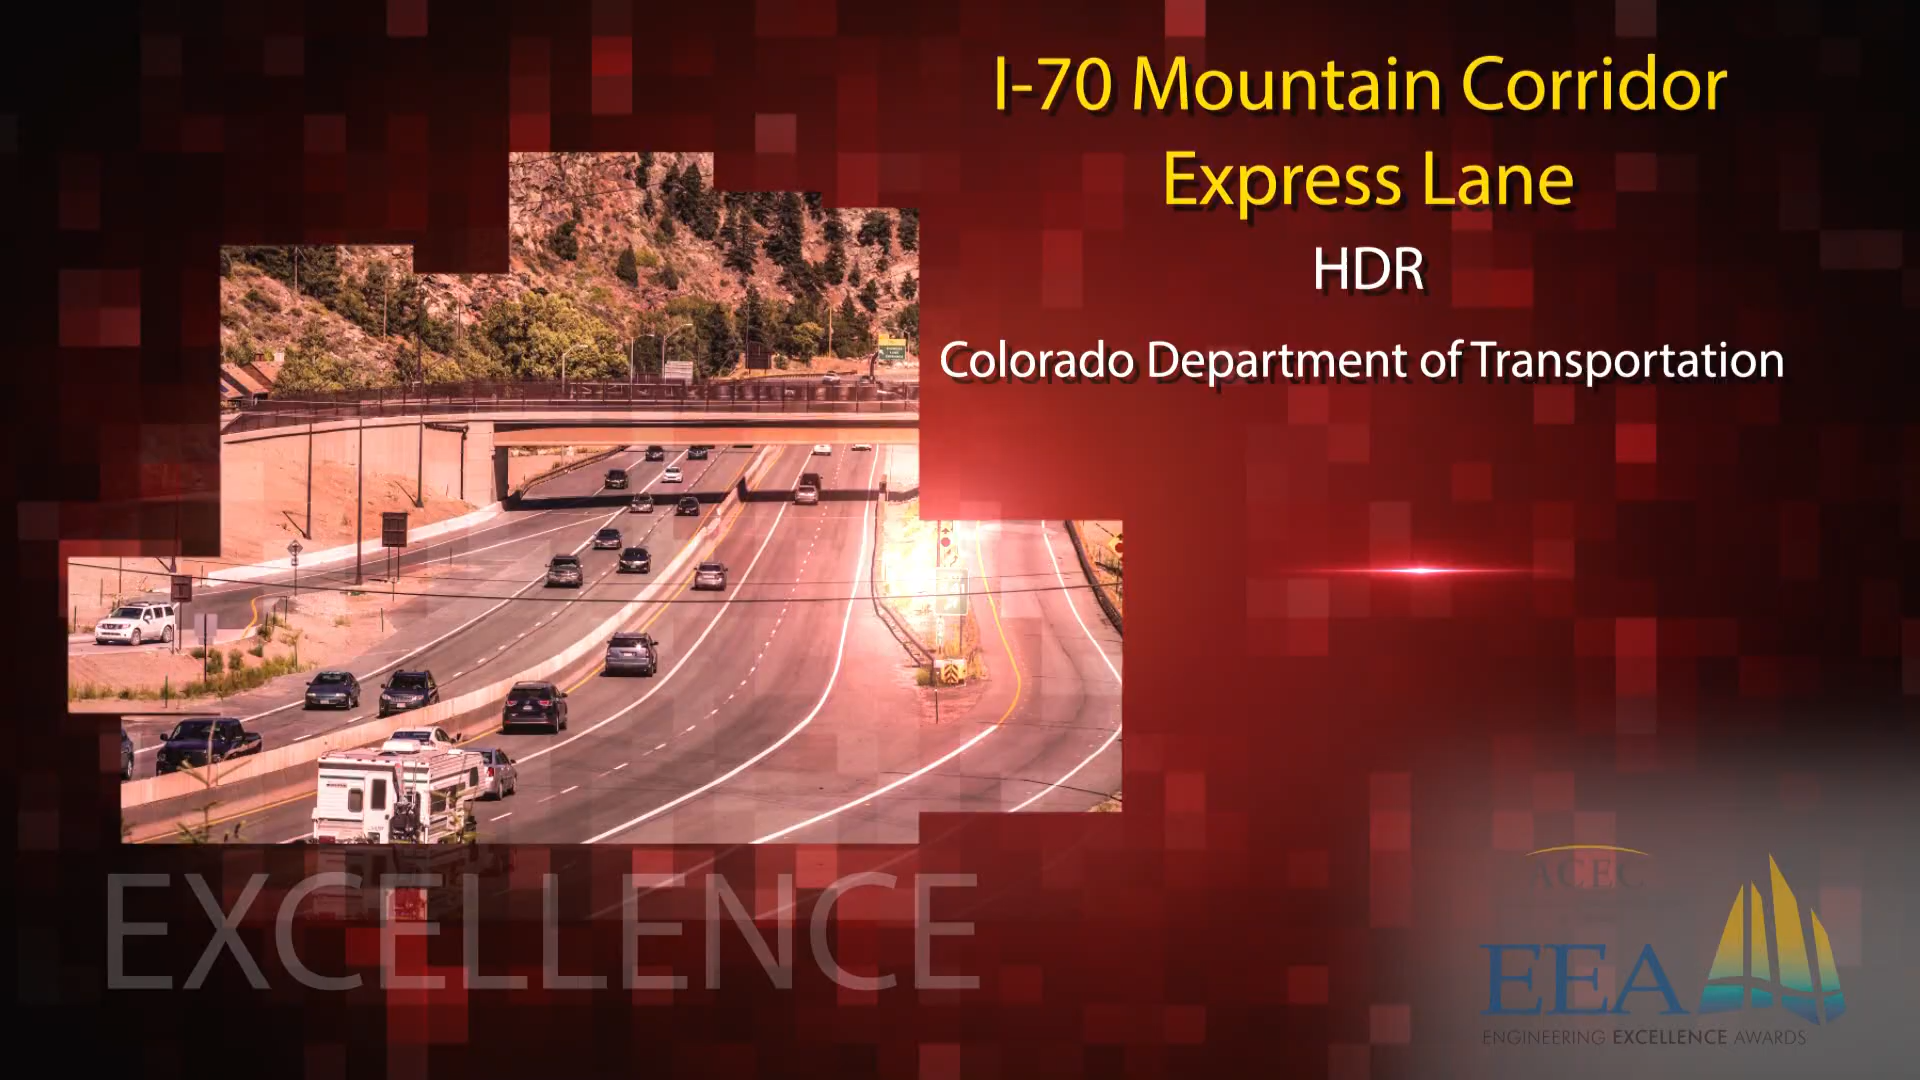 I-70 Mountain Corridor
Express Lane
HDR
Colorado Department of Transportation
EXCELLENCE
ACEC
EEA
ENGINEERING EXCELLENCE AWARDS